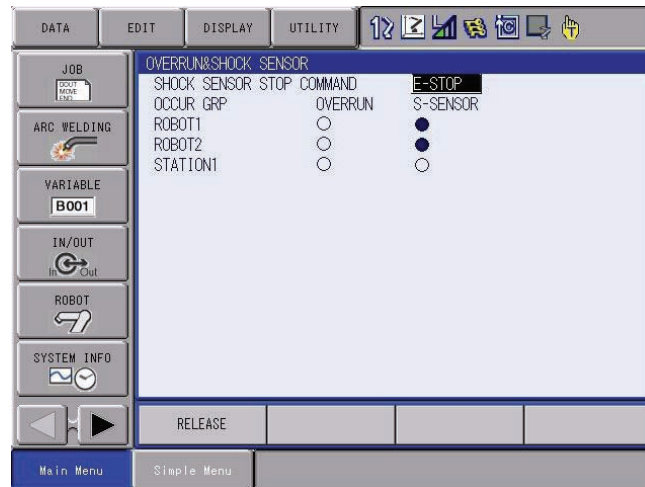 DATA EDIT DISPLAY UTILITY
JOB
DOUT
MOVE
END
ARC WELDING
VARIABLE
B001
IN/OUT
In Out
ROBOT
SYSTEM INFO
OVERRUN&SHOCK SENSOR
SHOCK SENSOR STOP COMMAND E-STOP
OCCUR GRP OVERRUN S-SENSOR
ROBOT1
ROBOT2
STATION1
RELEASE
Main Menu Simple Menu